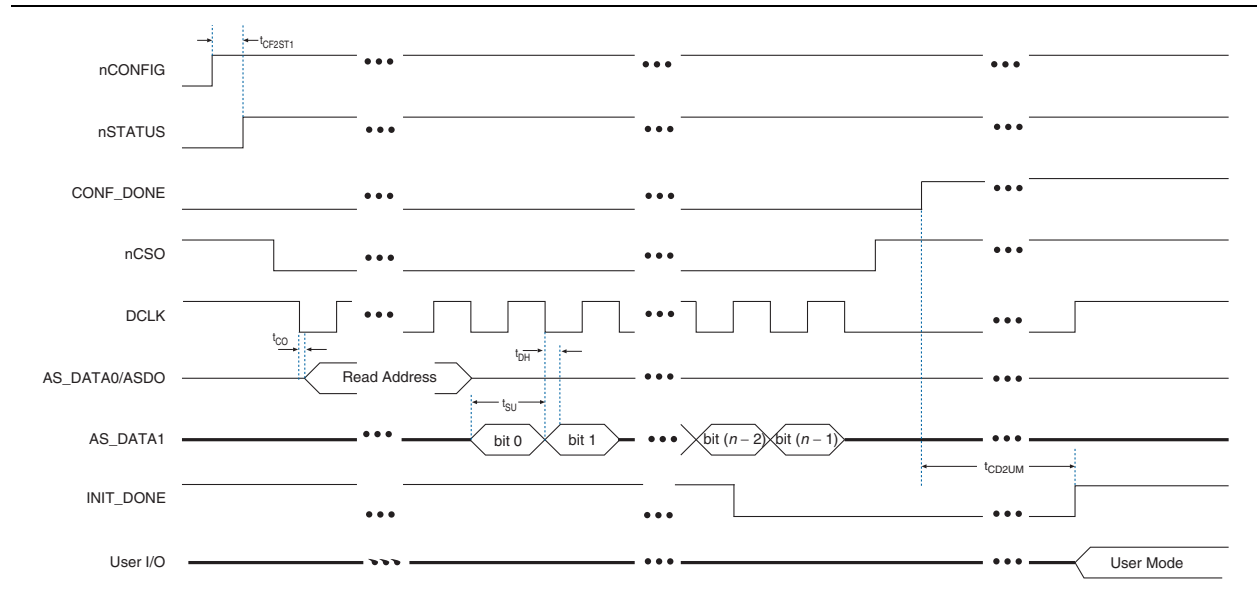 tCF2ST1
nCONFIG
nSTATUS
CONF_DONE
nCSO
DCLK
tCO
tDH
AS_DATA0/ASDO
Read Address
tSU
AS_DATA1
bit 0
bit 1
bit (n – 2)
bit (n – 1)
tCD2UM
INIT_DONE
User I/O
User Mode